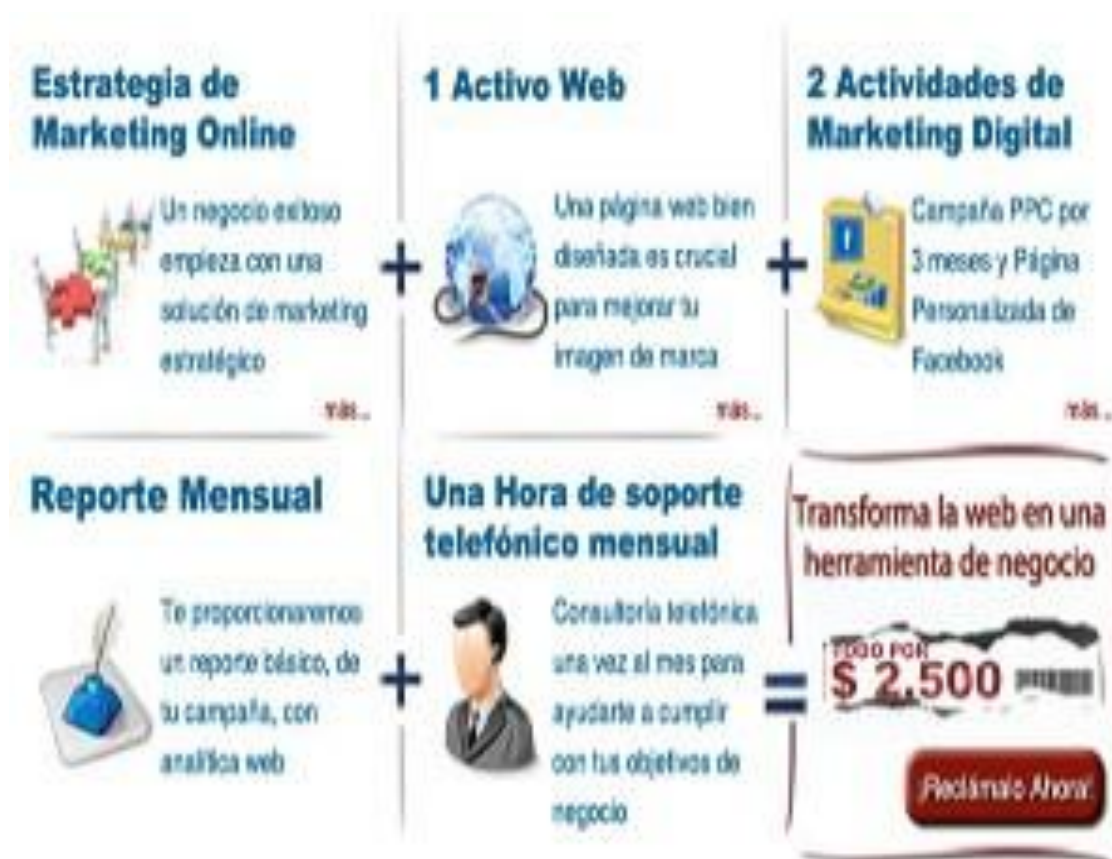 Estrategia de
Marketing Online
Un negocio exitoso
empieza con una
solución de marketing
estratégico
más...
1 Activo Web
Una página web bien
diseñada es crucial
para mejorar tu
imagen de marca
más...
2 Actividades de
Marketing Digital
Campaña PPC por
3 meses y Página
Personalizada de
Facebook
más...
Reporte Mensual
Te proporcionaremos
un reporte básico, de
tu campaña, con
analítica web
Una Hora de soporte
telefónico mensual
Consultoría telefónica
una vez al mes para
ayudarte a cumplir
con tus objetivos de
negocio
Transforma la web en una
herramienta de negocio
TODO POR
$ 2,500
¡Reclámalo Ahora!